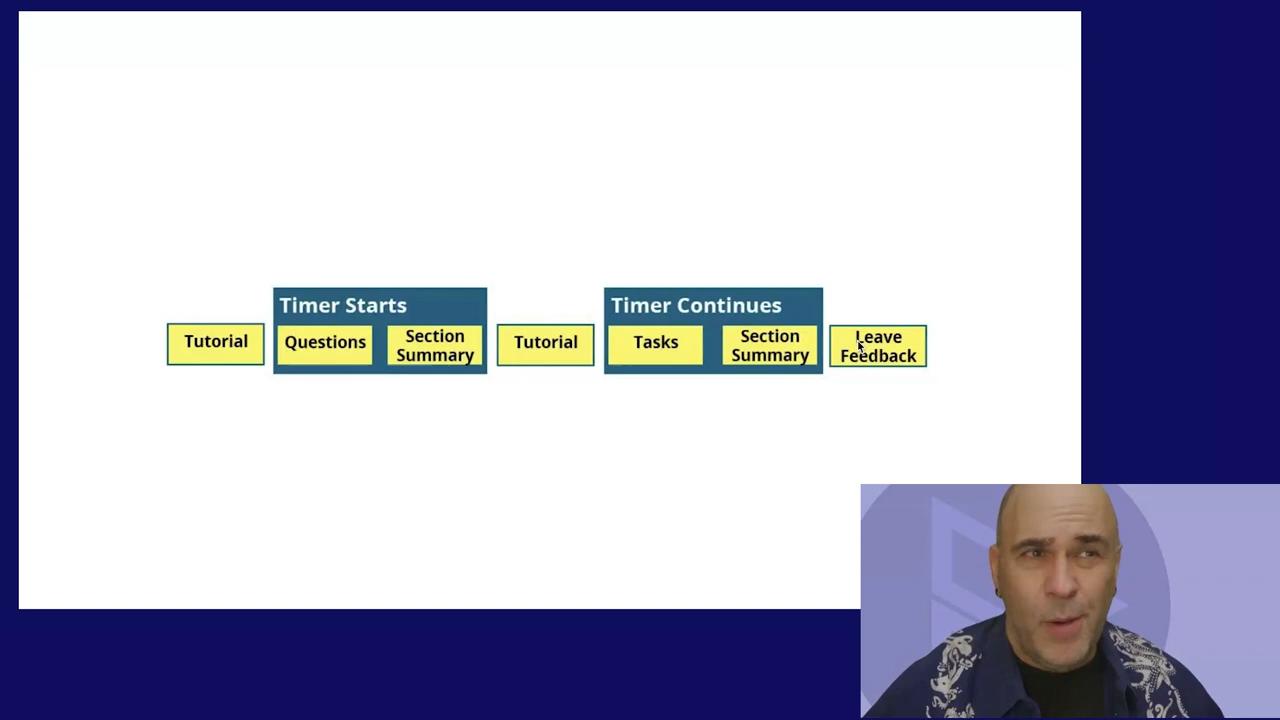 Timer Starts
Timer Continues
Tutorial
Questions
Section
Summary
Tutorial
Tasks
Section
Summary
Leave
Feedback